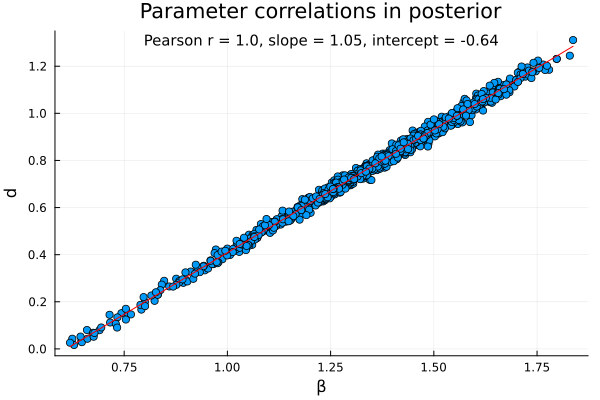 Parameter correlations in posterior
Pearson r = 1.0, slope = 1.05, intercept = -0.64
1.2
1.0
0.8
d
0.6
0.4
0.2
0.0
0.75 1.00 1.25 1.50 1.75
β